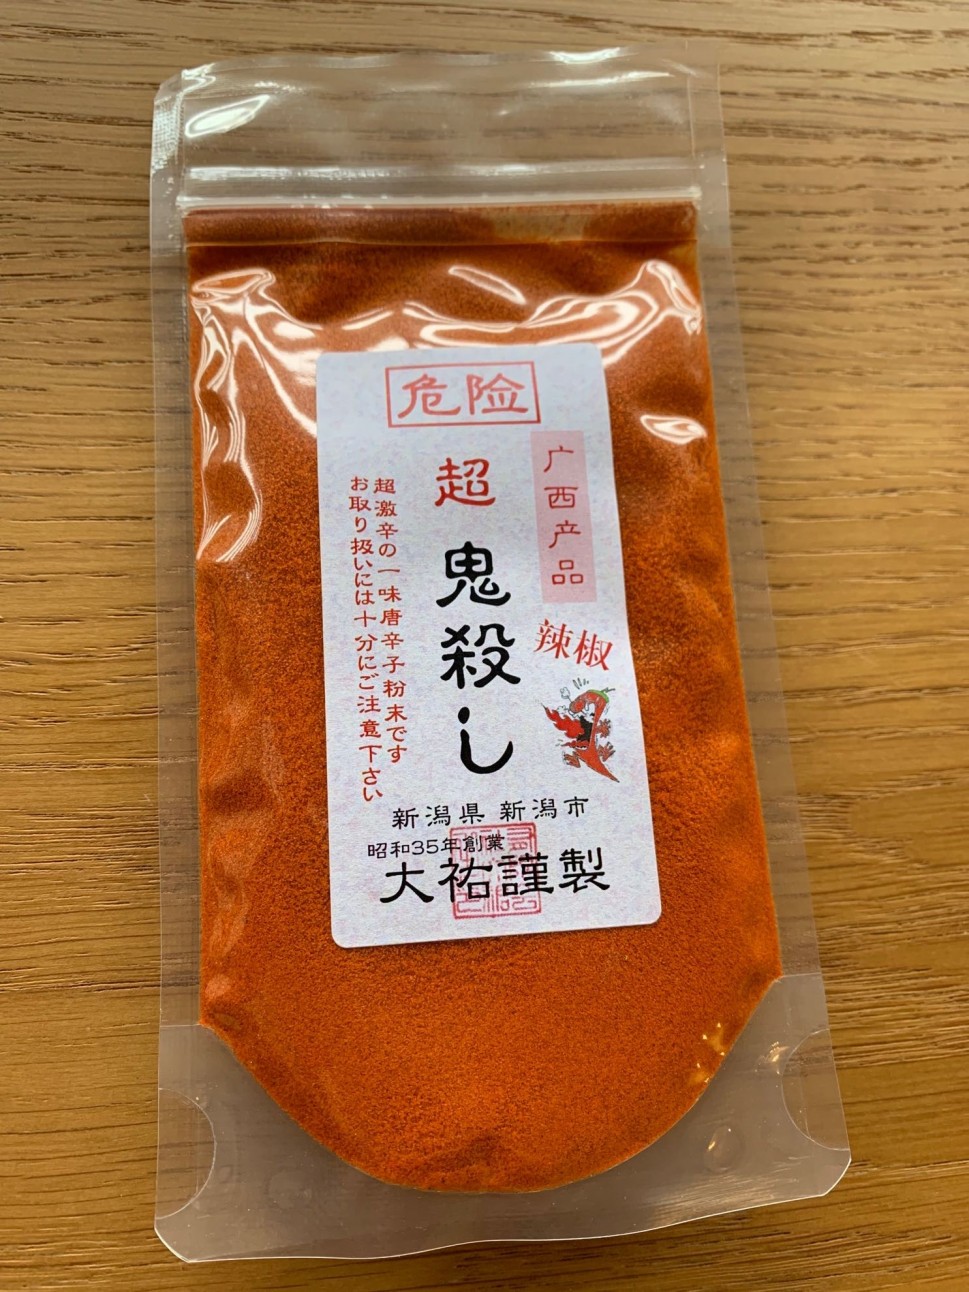 危险
广西产品
超
鬼殺し
辣椒
超激辛の一味唐辛子粉末です
お取り扱いには十分にご注意下さい
新潟県 新潟市
昭和35年創業
大祐謹製